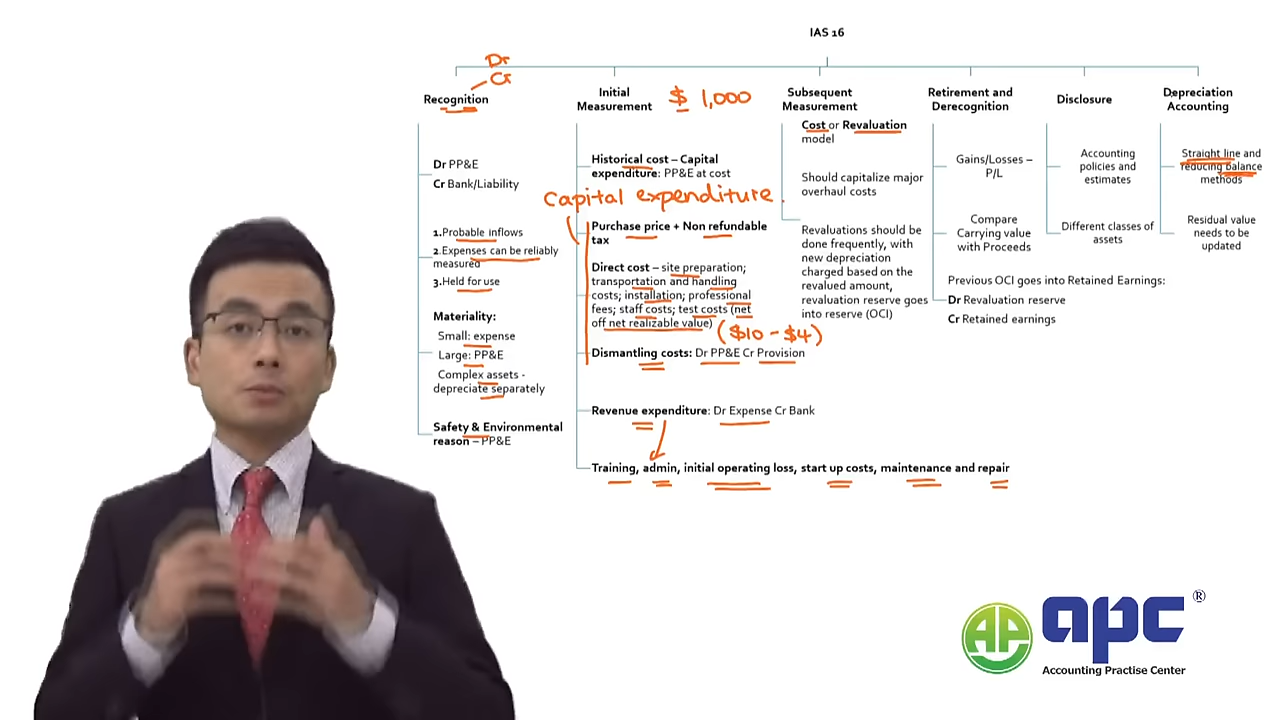 IAS 16
Dr
Cr
Recognition
Dr PP&E
Cr Bank/Liability
1.Probable inflows
2.Expenses can be reliably
measured
3.Held for use
Materiality:
Small: expense
Large: PP&E
Complex assets -
depreciate separately
Safety & Environmental
reason – PP&E
Initial
Measurement
$ 1,000
Historical cost – Capital
expenditure: PP&E at cost
Capital expenditure.
Purchase price + Non refundable
tax
Direct cost – site preparation;
transportation and handling
costs; installation; professional
fees; staff costs; test costs (net
off net realizable value)
($10 - $4)
Dismantling costs: Dr PP&E Cr Provision
Revenue expenditure: Dr Expense Cr Bank
Training, admin, initial operating loss, start up costs, maintenance and repair
Subsequent
Measurement
Cost or Revaluation
model
Should capitalize major
overhaul costs
Revaluations should be
done frequently, with
new depreciation
charged based on the
revalued amount,
revaluation reserve goes
into reserve (OCI)
Retirement and
Derecognition
Gains/Losses –
P/L
Compare
Carrying value
with Proceeds
Previous OCI goes into Retained Earnings:
Dr Revaluation reserve
Cr Retained earnings
Disclosure
Accounting
policies and
estimates
Different classes of
assets
Depreciation
Accounting
Straight line and
reducing balance
methods
Residual value
needs to be
updated
AP
apc ®
Accounting Practise Center